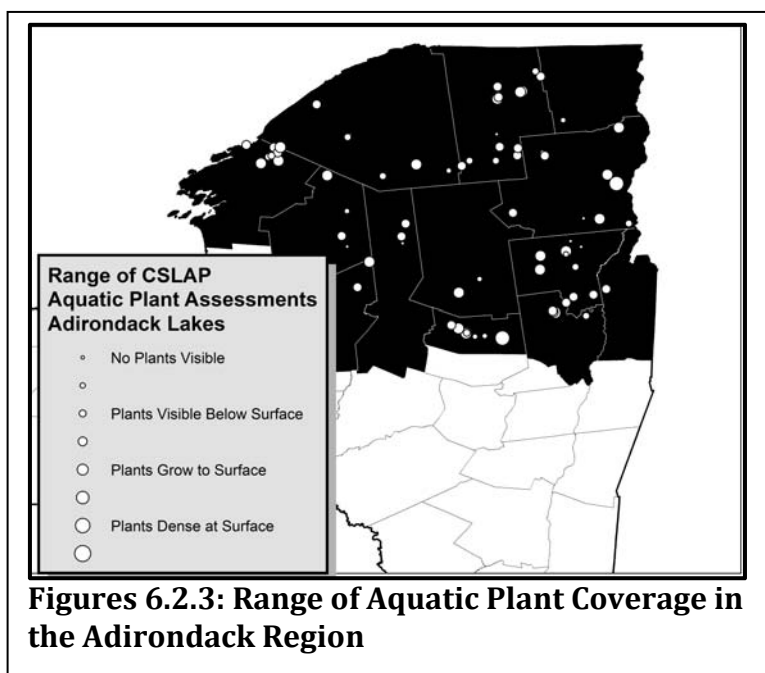 Range of CSLAP
Aquatic Plant Assessments
Adirondack Lakes
No Plants Visible
Plants Visible Below Surface
Plants Grow to Surface
Plants Dense at Surface
Figures 6.2.3: Range of Aquatic Plant Coverage in
the Adirondack Region